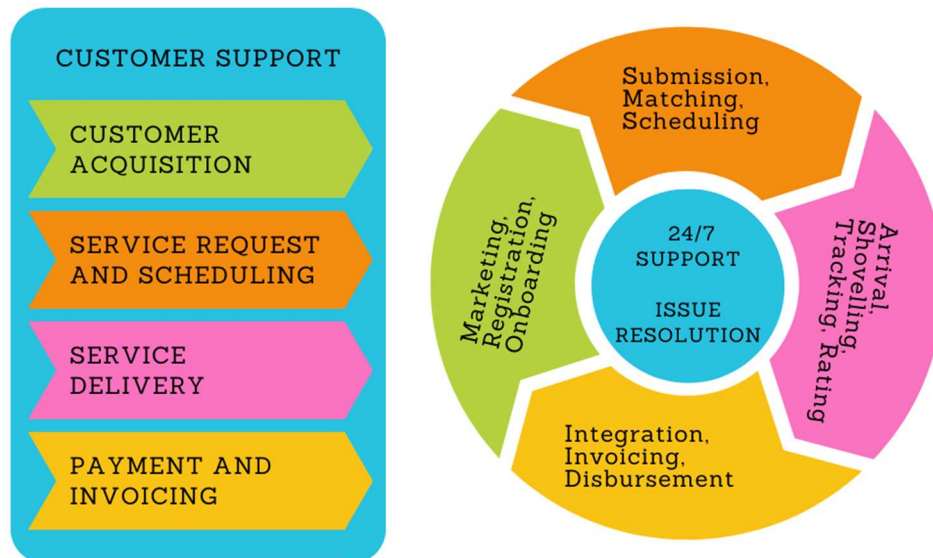 CUSTOMER SUPPORT
CUSTOMER
ACQUISITION
SERVICE REQUEST
AND SCHEDULING
SERVICE
DELIVERY
PAYMENT AND
INVOICING
Submission,
Matching,
Scheduling
Arrival,
Shovelling,
Tracking, Rating
Integration,
Invoicing,
Disbursement
Marketing,
Registration,
Onboarding
24/7
SUPPORT
ISSUE
RESOLUTION